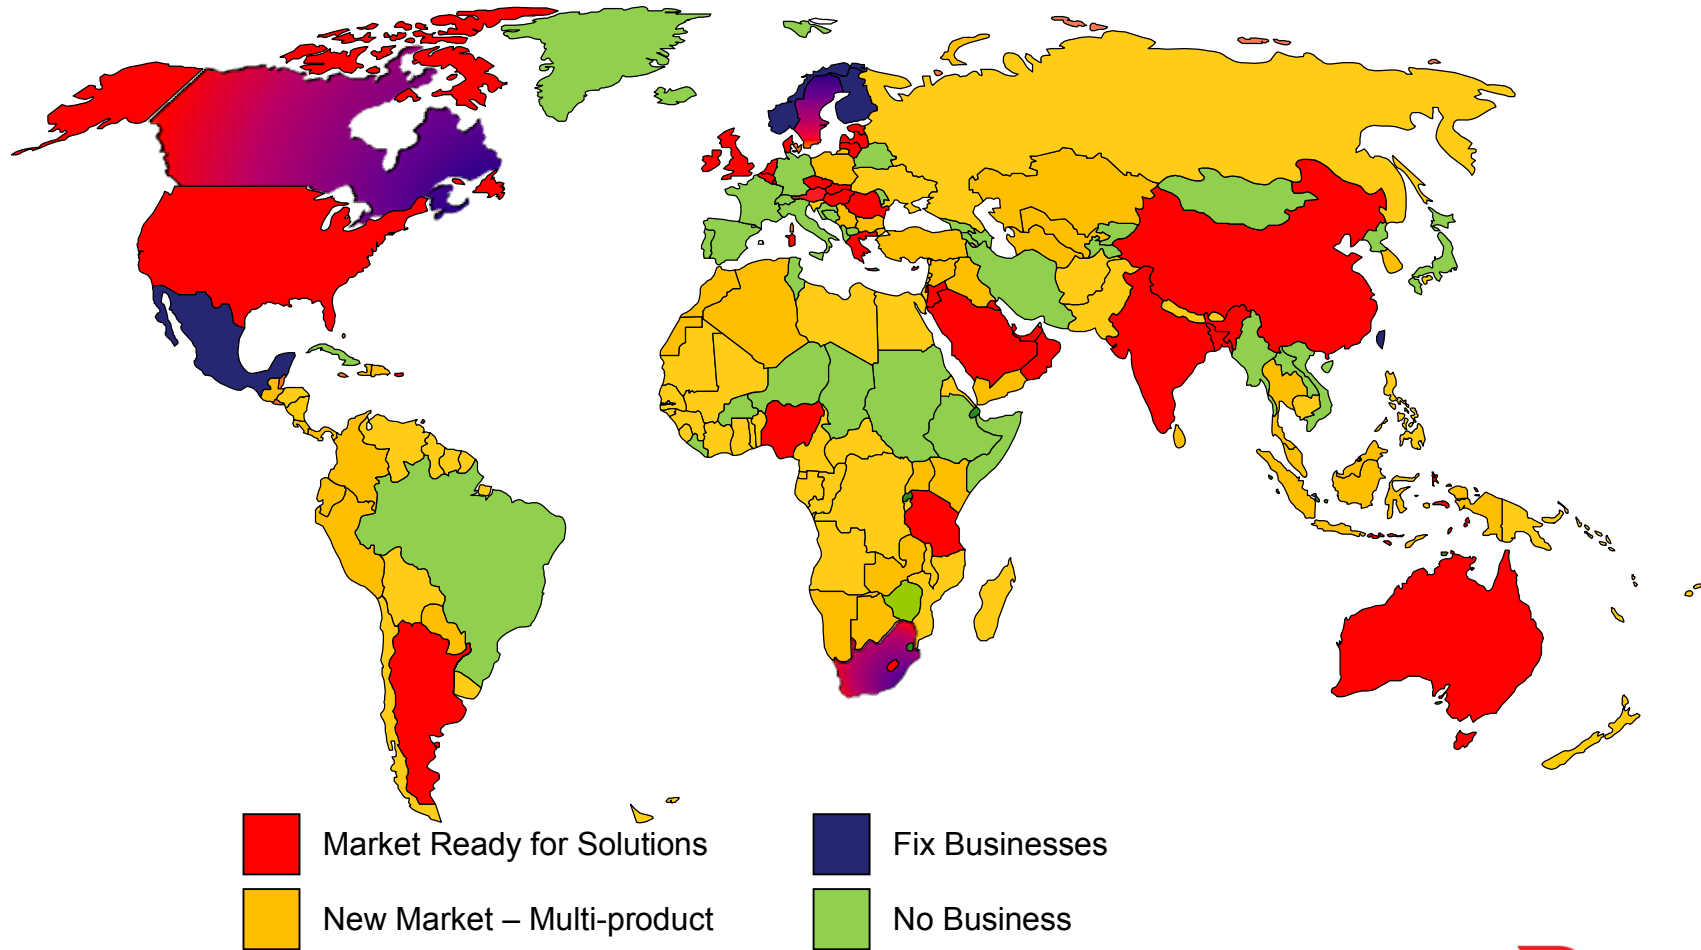 Market Ready for Solutions
Fix Businesses
New Market – Multi-product
No Business